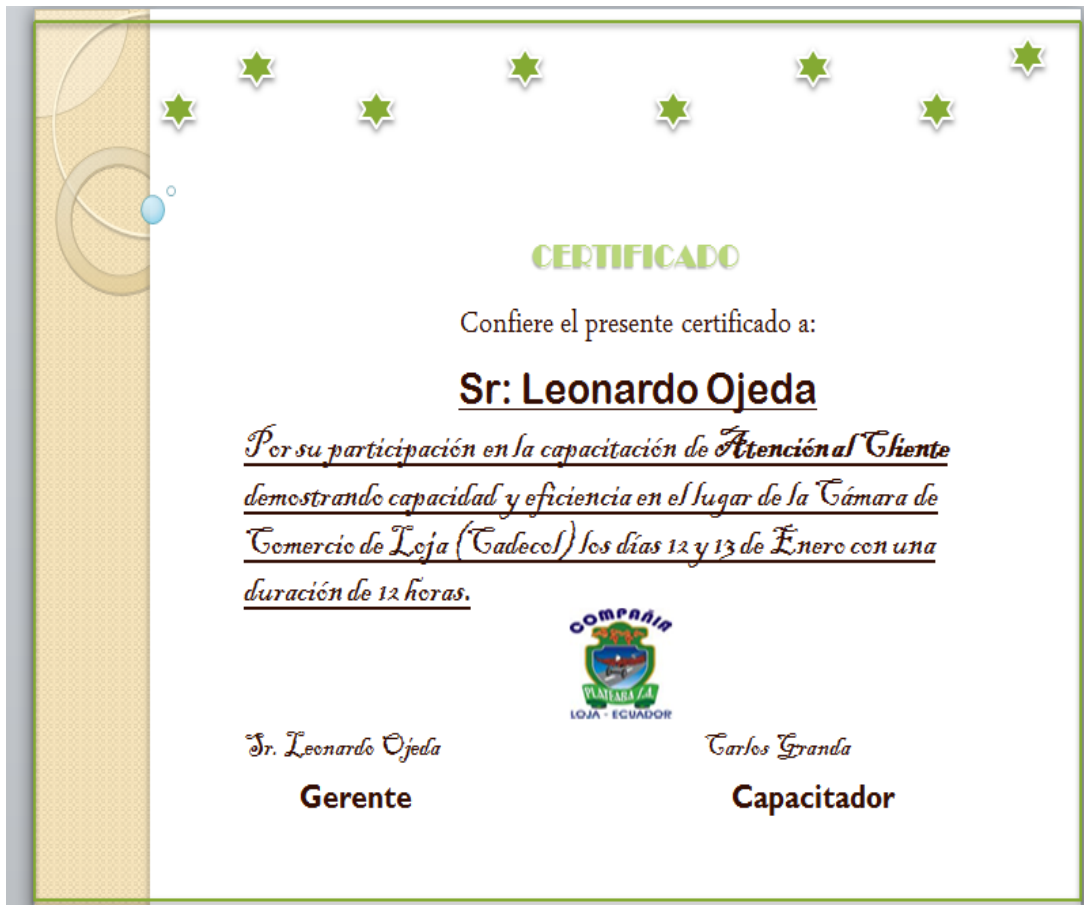 CERTIFICADO
Confiere el presente certificado a:
Sr: Leonardo Ojeda
Por su participación en la capacitación de Atención al Cliente
demostrando capacidad y eficiencia en el lugar de la Cámara de
Comercio de Loja (Cadecol) los días 12 y 13 de Enero con una
duración de 12 horas.
COMPAÑIA
PLATEARA S.A.
LOJA - ECUADOR
Sr. Leonardo Ojeda Carlos Granda
Gerente Capacitador